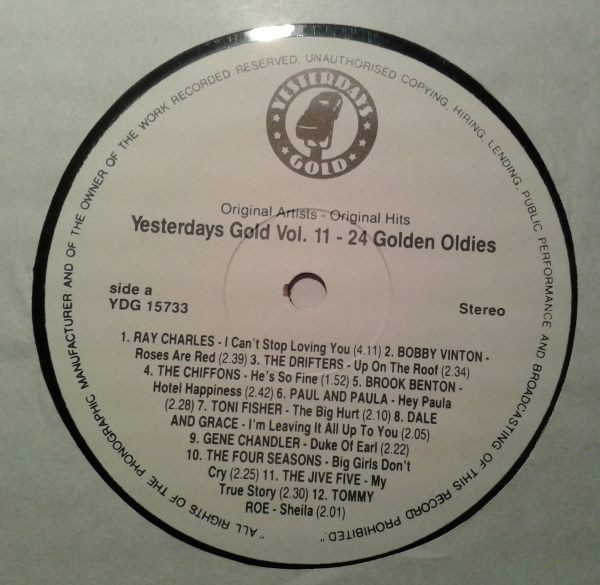 "ALL RIGHTS OF THE PHONOGRAPHIC MANUFACTURER AND OF THE OWNER OF THE WORK RECORDED RESERVED. UNAUTHORISED COPYING, HIRING, LENDING, PUBLIC PERFORMANCE AND BROADCASTING OF THIS RECORD PROHIBITED."
YESTERDAYS
GOLD
Original Artists - Original Hits
Yesterdays Gold Vol. 11 - 24 Golden Oldies
side a
YDG 15733
Stereo
1. RAY CHARLES - I Can't Stop Loving You (4.11) 2. BOBBY VINTON -
Roses Are Red (2.39) 3. THE DRIFTERS - Up On The Roof (2.34)
4. THE CHIFFONS - He's So Fine (1.52) 5. BROOK BENTON -
Hotel Happiness (2.42) 6. PAUL AND PAULA - Hey Paula
(2.28) 7. TONI FISHER - The Big Hurt (2.10) 8. DALE
AND GRACE - I'm Leaving It All Up To You (2.05)
9. GENE CHANDLER - Duke Of Earl (2.22)
10. THE FOUR SEASONS - Big Girls Don't
Cry (2.25) 11. THE JIVE FIVE - My
True Story (2.30) 12. TOMMY
ROE - Sheila (2.01)